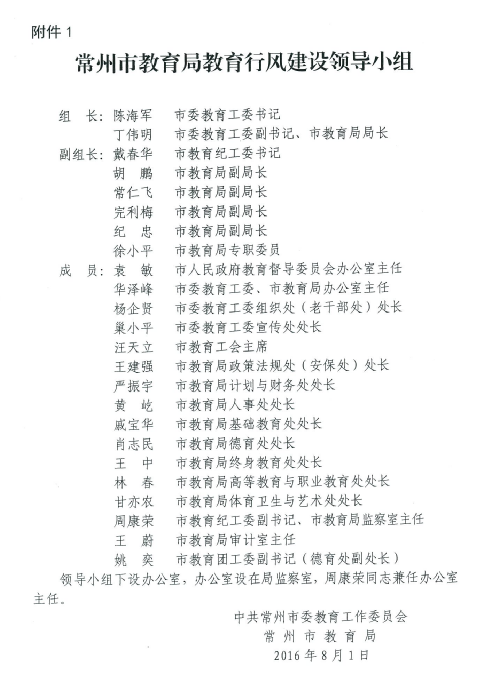 附件 1
常州市教育局教育行风建设领导小组
组　长：陈海军　市委教育工委书记
丁伟明　市委教育工委副书记、市教育局局长
副组长：戴春华　市教育纪工委书记
胡　鹏　市教育局副局长
常仁飞　市教育局副局长
完利梅　市教育局副局长
纪　忠　市教育局副局长
徐小平　市教育局专职委员
成　员：袁　敏　市人民政府教育督导委员会办公室主任
华泽峰　市委教育工委、市教育局办公室主任
杨企贤　市委教育工委组织处（老干部处）处长
巢小平　市委教育工委宣传处处长
汪天立　市教育工会主席
王建强　市教育局政策法规处（安保处）处长
严振宇　市教育局计划与财务处处长
黄　屹　市教育局人事处处长
戚宝华　市教育局基础教育处处长
肖志民　市教育局德育处处长
王　中　市教育局终身教育处处长
林　春　市教育局高等教育与职业教育处处长
甘亦农　市教育局体育卫生与艺术处处长
周康荣　市教育纪工委副书记、市教育局监察室主任
王　蔚　市教育局审计室主任
姚　奕　市教育团工委副书记（德育处副处长）
领导小组下设办公室，办公室设在局监察室，周康荣同志兼任办公室
主任。
中共常州市委教育工作委员会
常州市教育局
2016 年 8 月 1 日